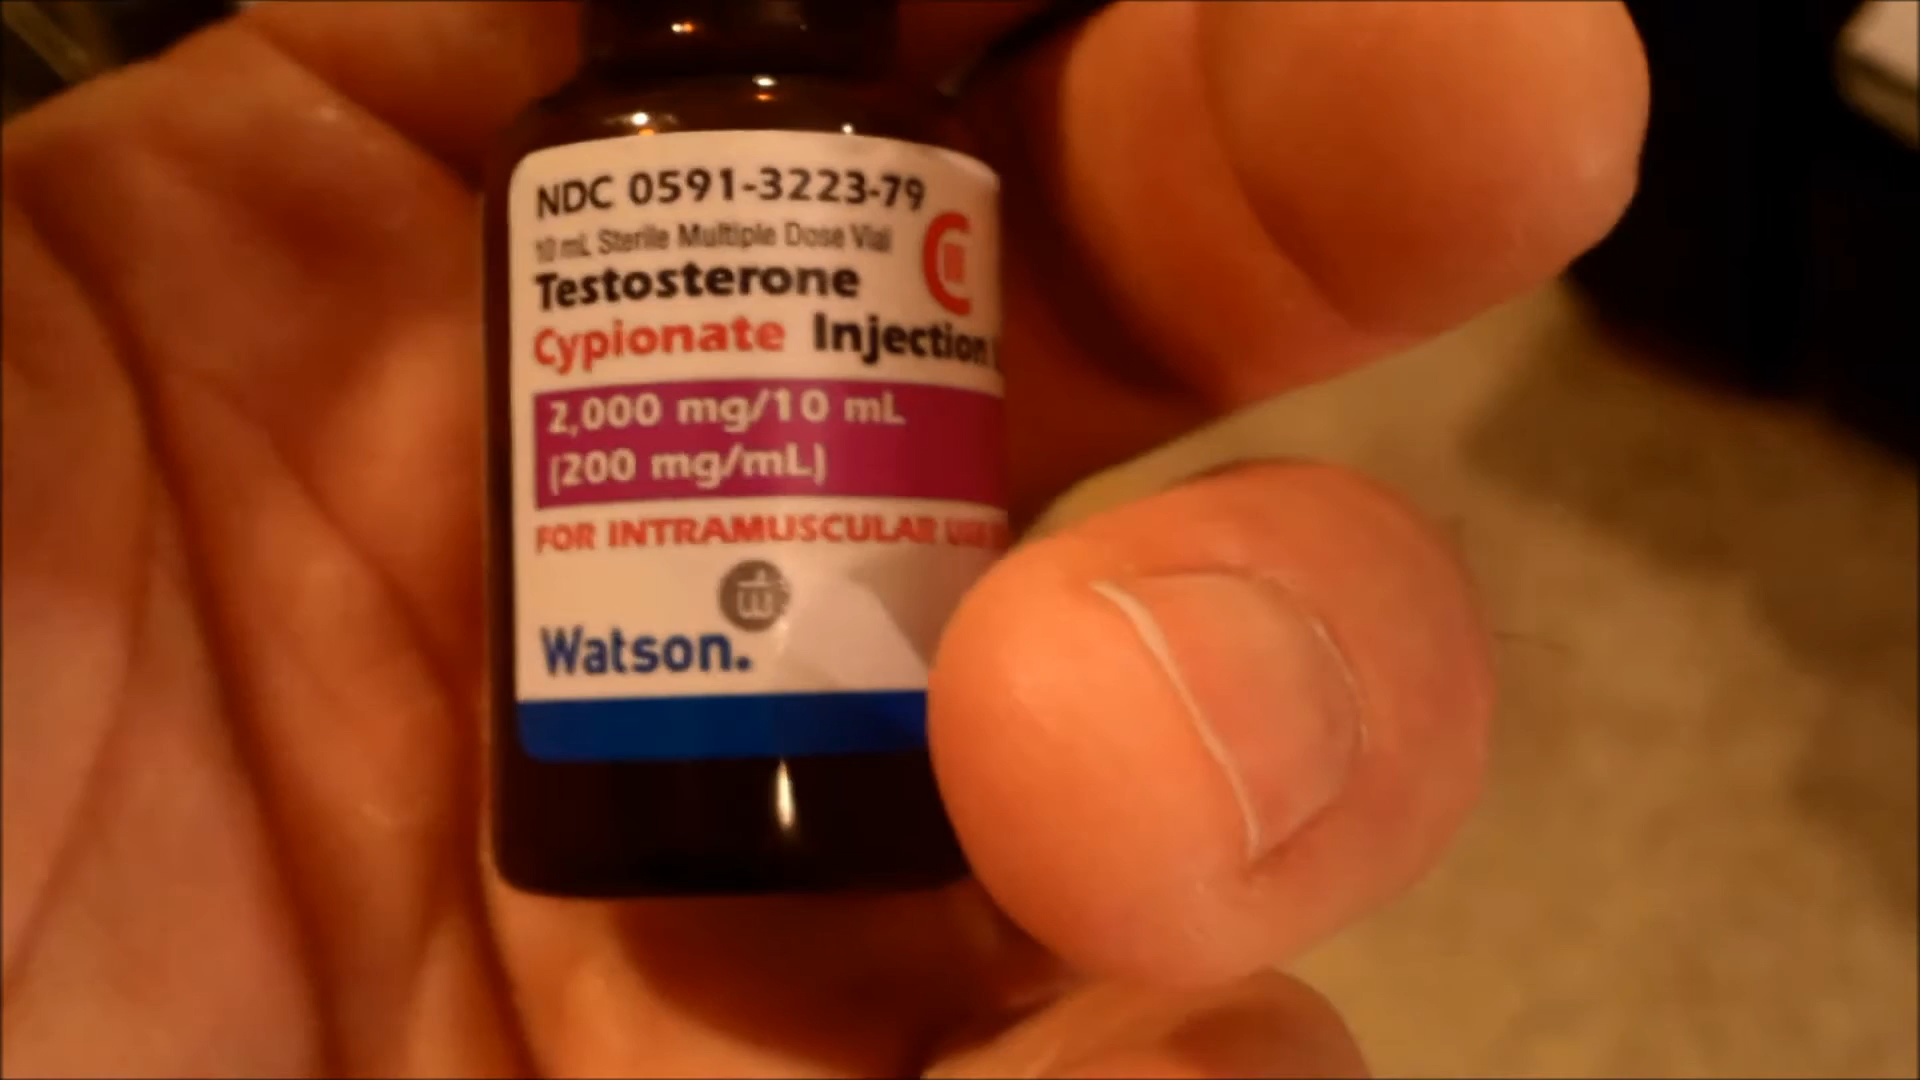 NDC 0591-3223-79
10 mL Sterile Multiple Dose Vial
Testosterone
Cypionate Injection
2,000 mg/10 mL
(200 mg/mL)
FOR INTRAMUSCULAR USE
Watson.